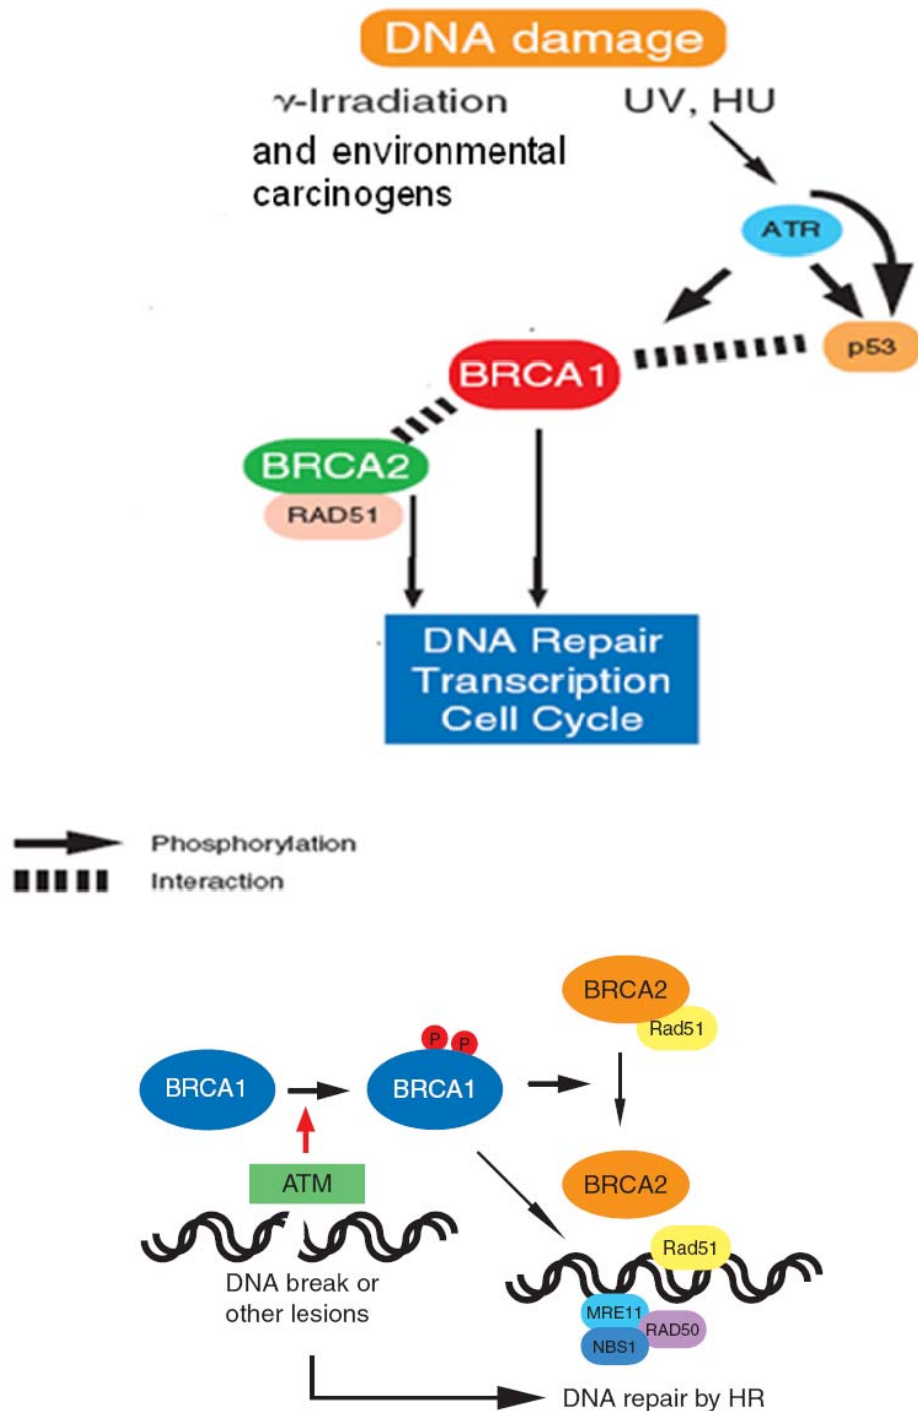 DNA damage
γ-Irradiation
and environmental
carcinogens
UV, HU
ATR
p53
BRCA1
BRCA2
RAD51
DNA Repair
Transcription
Cell Cycle
Phosphorylation
Interaction
BRCA2
Rad51
BRCA1
P
P
BRCA1
ATM
BRCA2
Rad51
DNA break or
other lesions
MRE11
RAD50
NBS1
DNA repair by HR